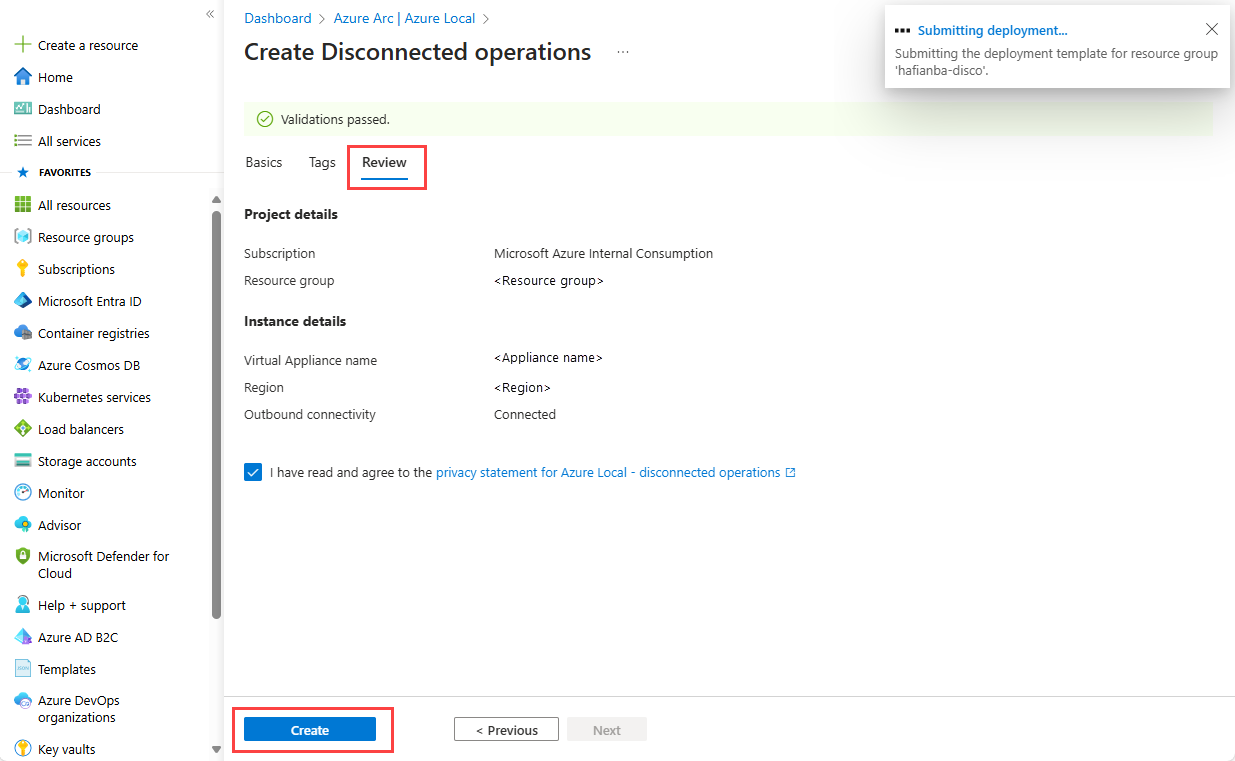 «
Create a resource
Home
Dashboard
All services
FAVORITES
All resources
Resource groups
Subscriptions
Microsoft Entra ID
Container registries
Azure Cosmos DB
Kubernetes services
Load balancers
Storage accounts
Monitor
Advisor
Microsoft Defender for
Cloud
Help + support
Azure AD B2C
Templates
Azure DevOps
organizations
Key vaults
Dashboard > Azure Arc | Azure Local >
Create Disconnected operations ...
Submitting deployment...
Submitting the deployment template for resource group
'hafianba-disco'.
Validations passed.
Basics Tags Review
Project details
Subscription Microsoft Azure Internal Consumption
Resource group <Resource group>
Instance details
Virtual Appliance name <Appliance name>
Region <Region>
Outbound connectivity Connected
I have read and agree to the privacy statement for Azure Local - disconnected operations
Create < Previous Next